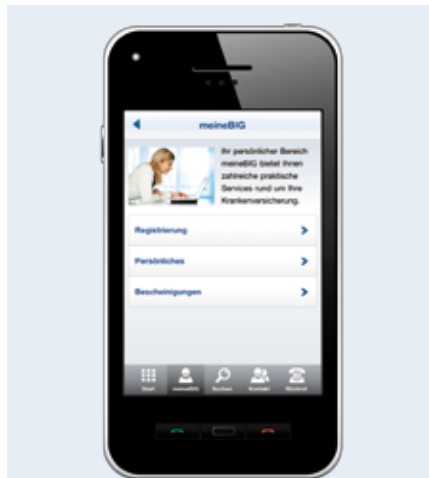 meineBIG
Ihr persönlicher Bereich
meineBIG bietet Ihnen
zahlreiche praktische
Services rund um Ihre
Krankenversicherung.
Registrierung
Persönliches
Bescheinigungen
Start meineBIG Suchen Kontakt Rückruf